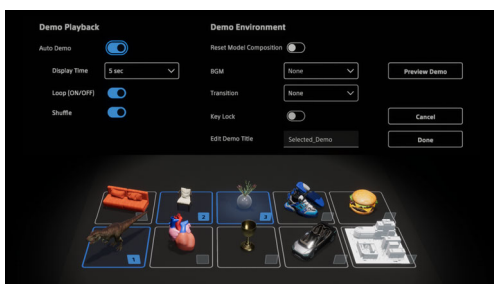 Demo Playback
Demo Environment
Auto Demo
Reset Model Composition
Display Time
5 sec
BGM
None
Preview Demo
Loop (ON/OFF)
Transition
None
Shuffle
Key Lock
Cancel
Edit Demo Title
Selected_Demo
Done
2
3
1